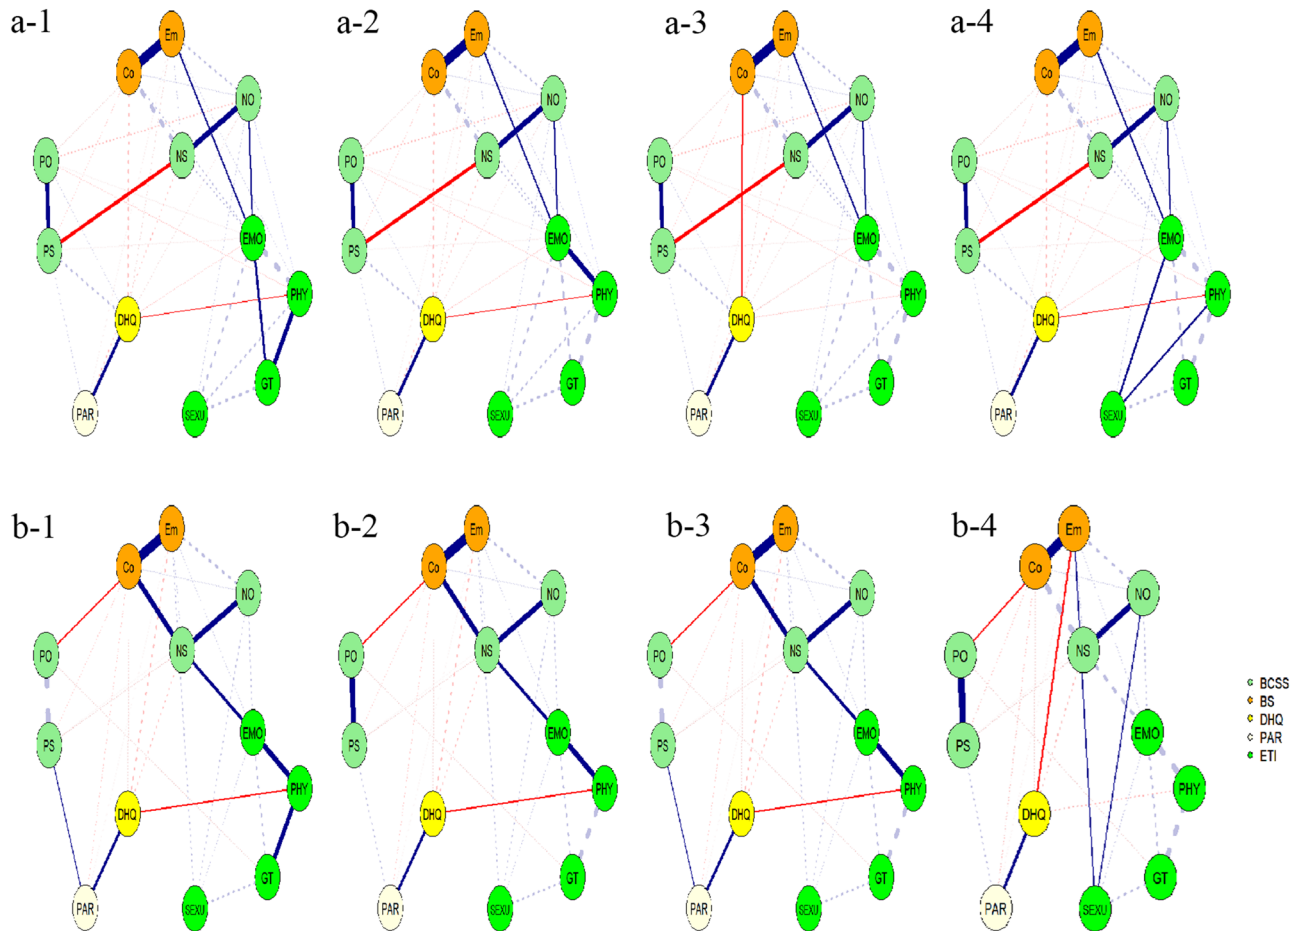 a-1 a-2 a-3 a-4
Em Em Em Em
Co Co Co Co
NO NO NO NO
NS NS NS NS
PO PO PO PO
PS PS PS PS
EMO EMO EMO EMO
PHY PHY PHY PHY
DHQ DHQ DHQ DHQ
GT GT GT GT
PAR SEXU PAR SEXU PAR SEXU PAR SEXU
b-1 b-2 b-3 b-4
Em Em Em Em
Co Co Co Co
NO NO NO NO
NS NS NS NS
PO PO PO PO
PS PS PS PS
EMO EMO EMO EMO
PHY PHY PHY PHY
DHQ DHQ DHQ DHQ
GT GT GT GT
PAR SEXU PAR SEXU PAR SEXU PAR SEXU
BCSS
BS
DHQ
PAR
ETI